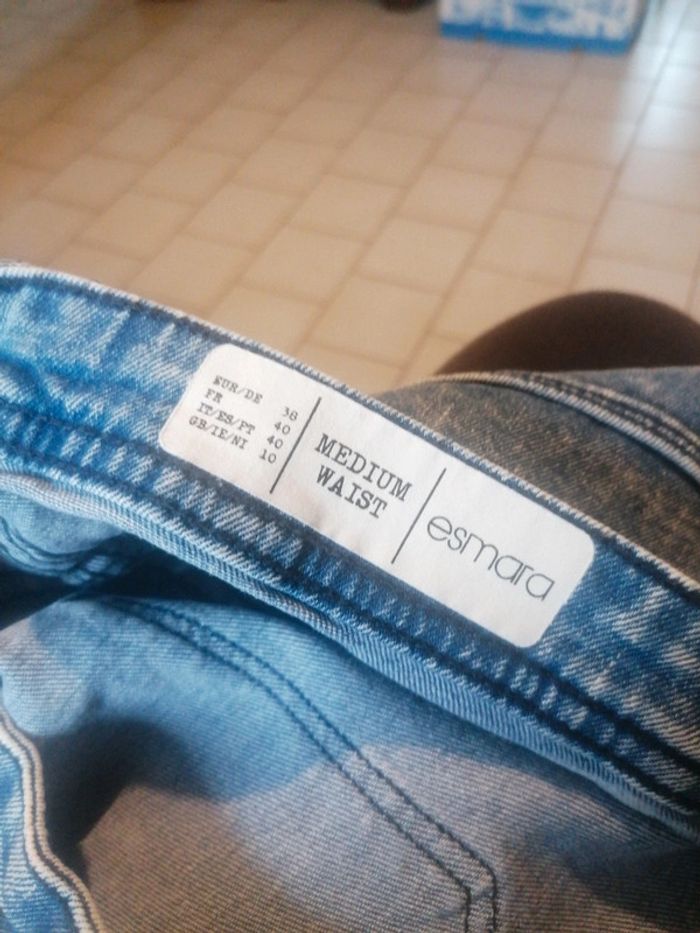 EUR/DE 38
FR 40
IT/ES/PT 40
GB/IE/NI 10
MEDIUM
WAIST
esmara